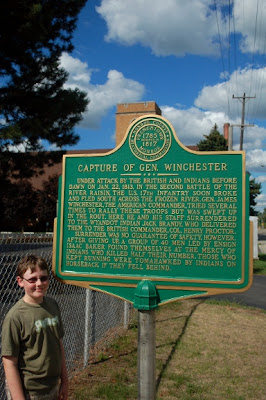 1785
1817
CAPTURE OF GEN. WINCHESTER
UNDER ATTACK BY THE BRITISH AND INDIANS BEFORE
DAWN ON JAN. 22, 1813, IN THE SECOND BATTLE OF THE
RIVER RAISIN, THE U.S. 17TH INFANTRY SOON BROKE
AND FLED SOUTH ACROSS THE FROZEN RIVER. GEN. JAMES
WINCHESTER, THE AMERICAN COMMANDER, TRIED SEVERAL
TIMES TO RALLY THESE TROOPS BUT WAS SWEPT UP
IN THE ROUT. HERE HE AND HIS STAFF SURRENDERED
TO THE WYANDOT INDIAN JACK BRANDY WHO DELIVERED
THEM TO THE BRITISH COMMANDER, COL. HENRY PROCTOR.
SURRENDER WAS NO GUARANTEE OF SAFETY, HOWEVER.
AFTER GIVING UP, A GROUP OF 40 MEN LED BY ENSIGN
ISAAC BAKER FOUND THEMSELVES AT THE MERCY OF
INDIANS WHO KILLED HALF THEIR NUMBER. THOSE WHO
KEPT RUNNING WERE TOMAHAWKED BY INDIANS ON
HORSEBACK IF THEY FELL BEHIND.